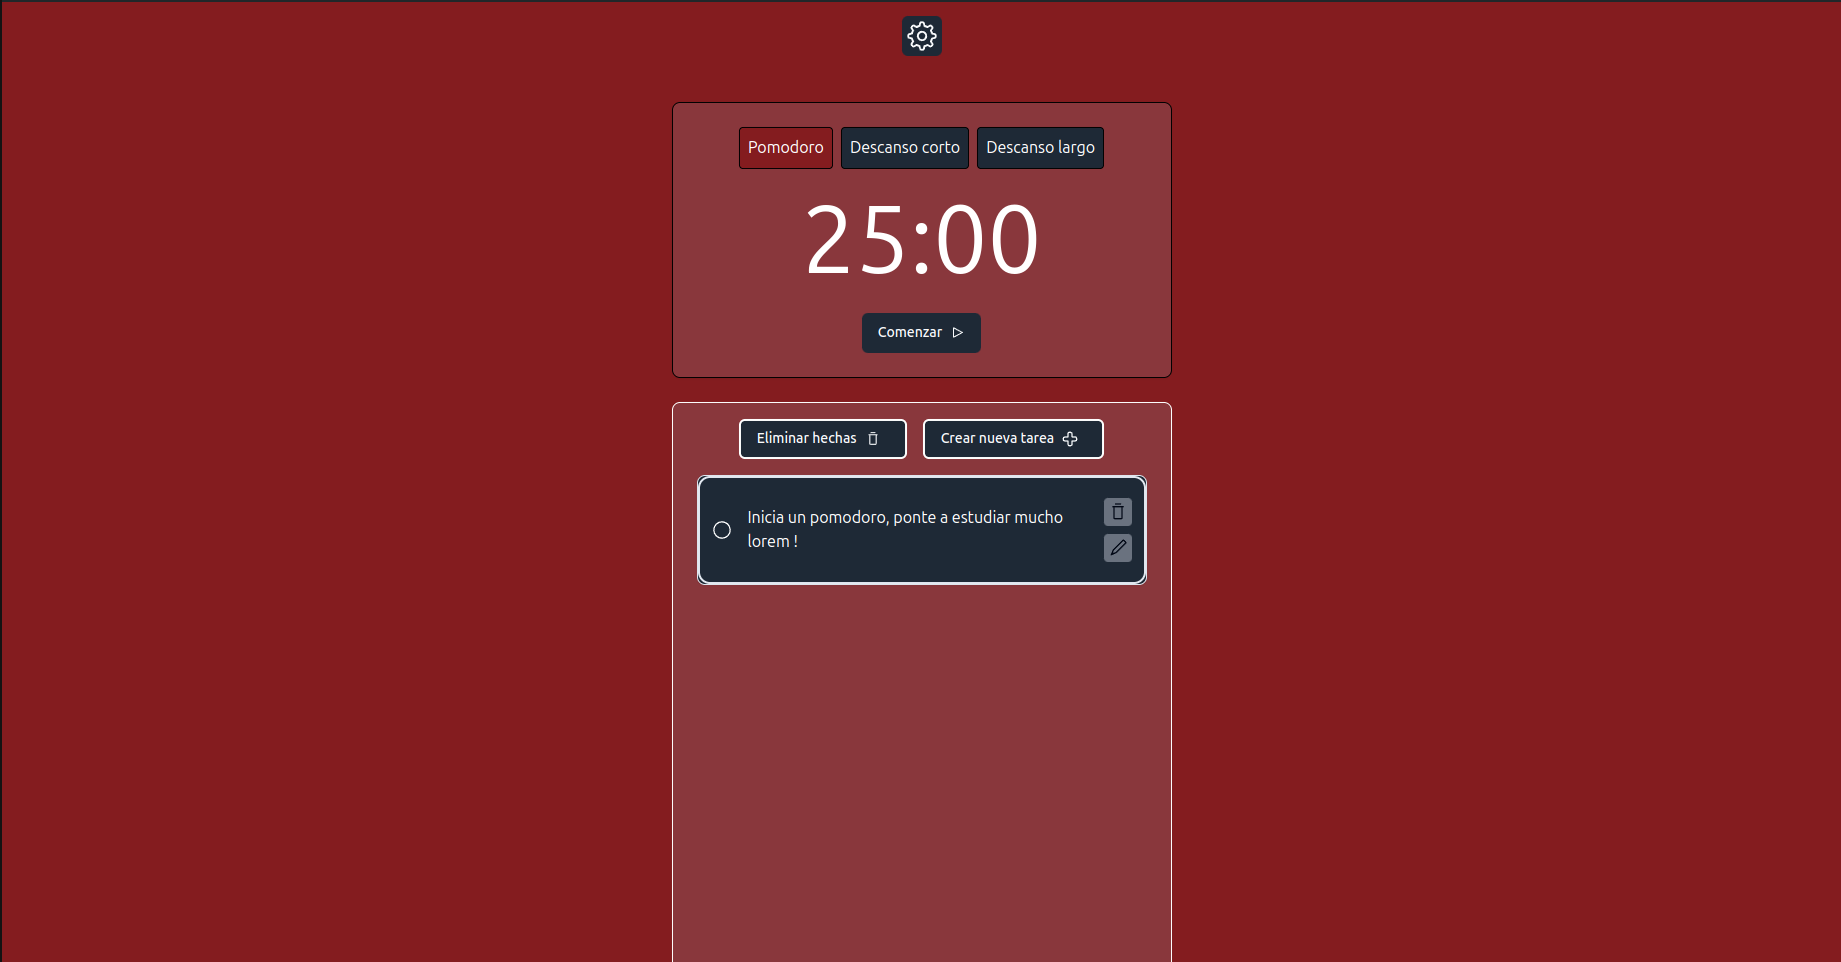 Pomodoro Descanso corto Descanso largo
25:00
Comenzar
Eliminar hechas Crear nueva tarea
Inicia un pomodoro, ponte a estudiar mucho
lorem !